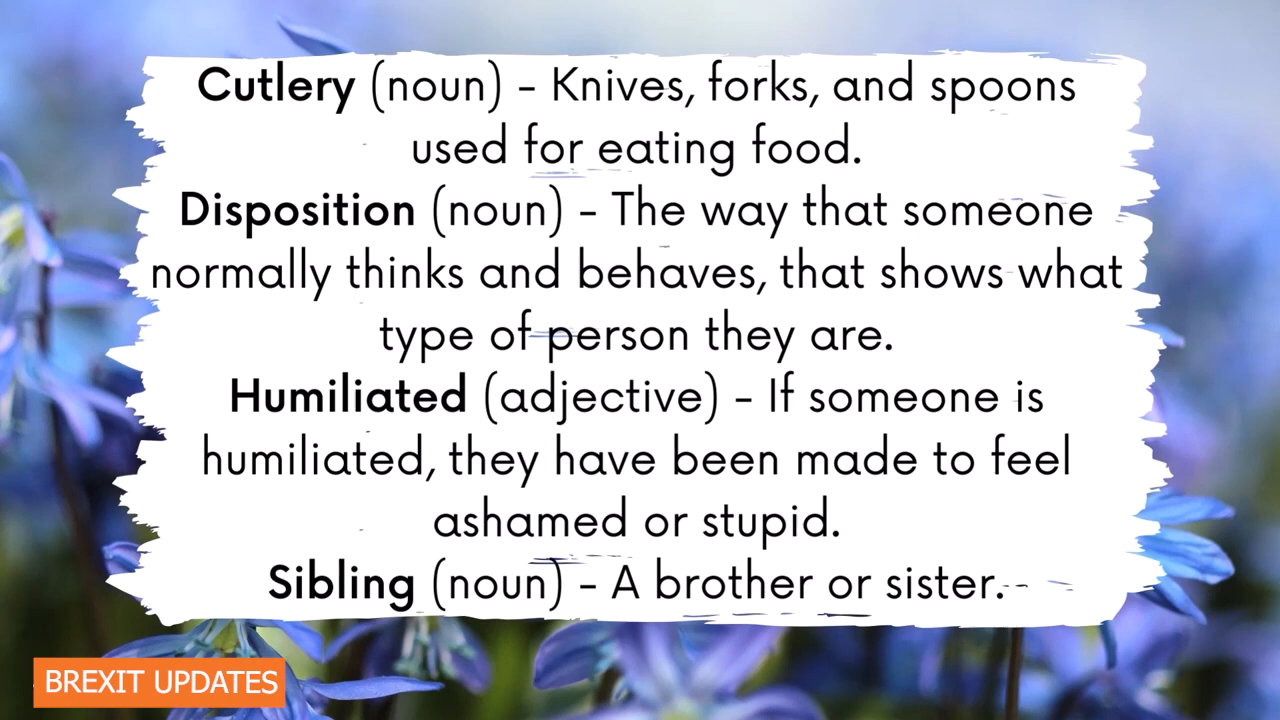 Cutlery (noun) - Knives, forks, and spoons
used for eating food.
Disposition (noun) - The way that someone
normally thinks and behaves, that shows what
type of person they are.
Humiliated (adjective) - If someone is
humiliated, they have been made to feel
ashamed or stupid.
Sibling (noun) - A brother or sister.
BREXIT UPDATES